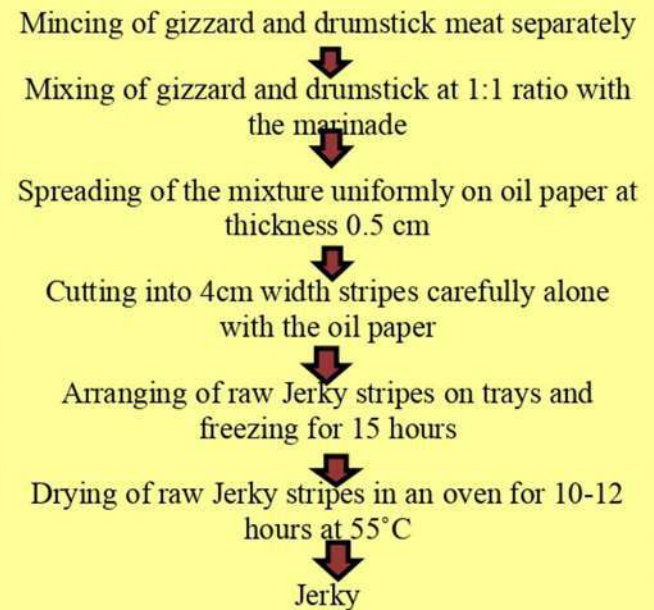 Mincing of gizzard and drumstick meat separately
Mixing of gizzard and drumstick at 1:1 ratio with
the marinade
Spreading of the mixture uniformly on oil paper at
thickness 0.5 cm
Cutting into 4cm width stripes carefully alone
with the oil paper
Arranging of raw Jerky stripes on trays and
freezing for 15 hours
Drying of raw Jerky stripes in an oven for 10-12
hours at 55˚C
Jerky